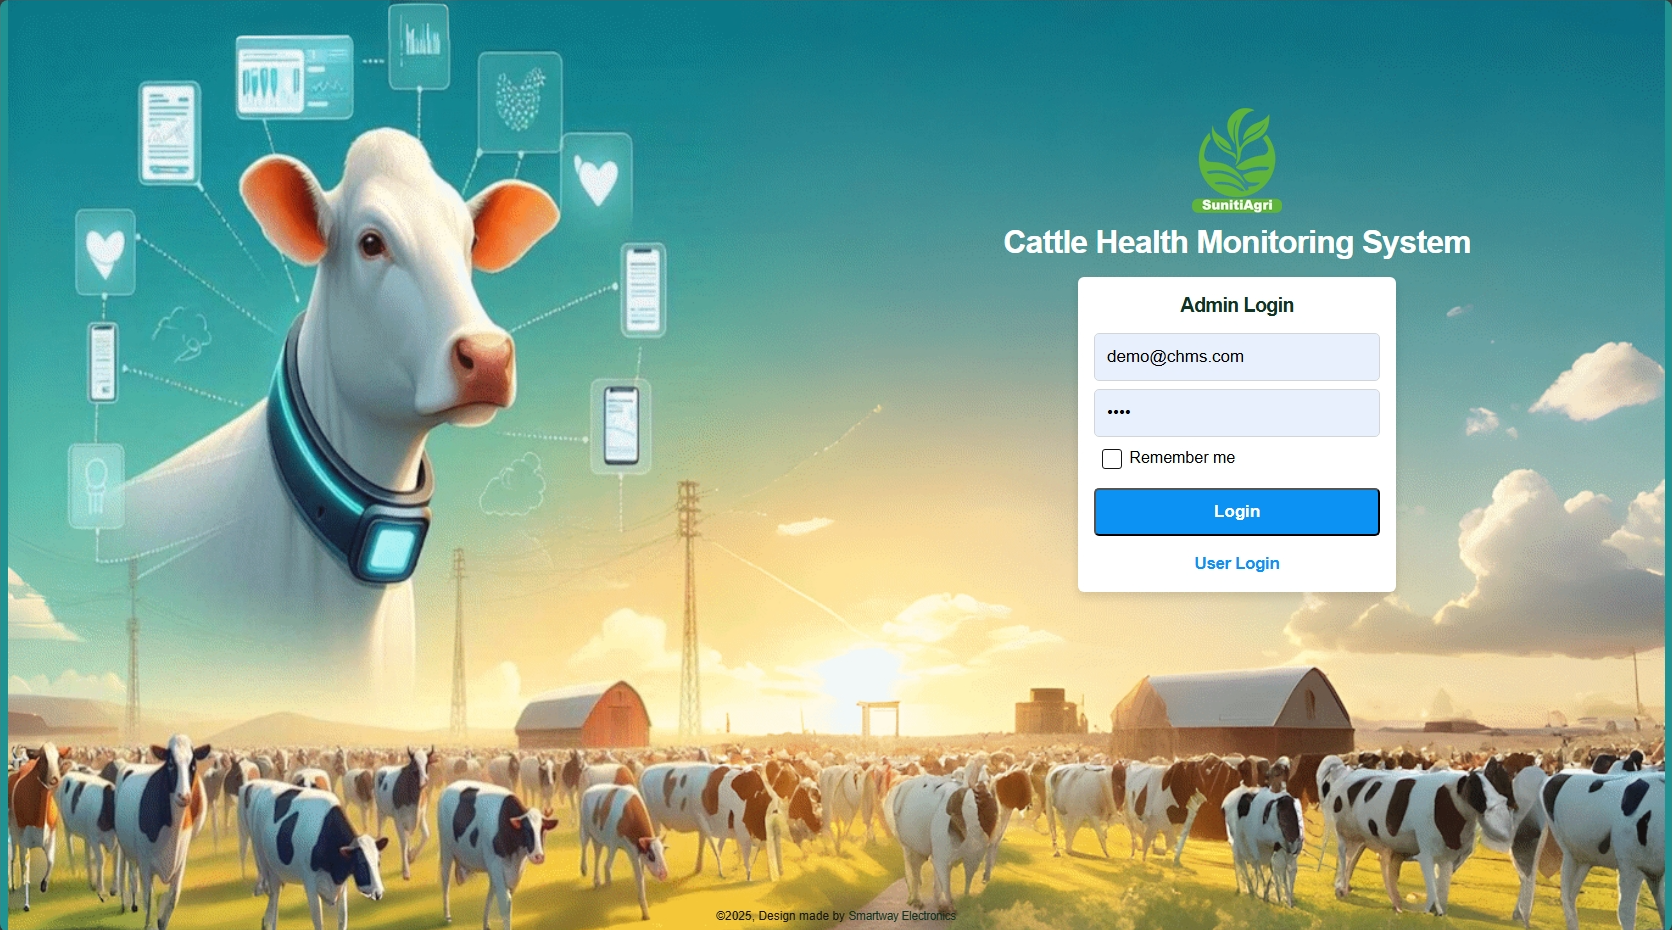 SunitiAgri
Cattle Health Monitoring System
Admin Login
demo@chms.com
••••
Remember me
Login
User Login
©2025, Design made by Smartway Electronics